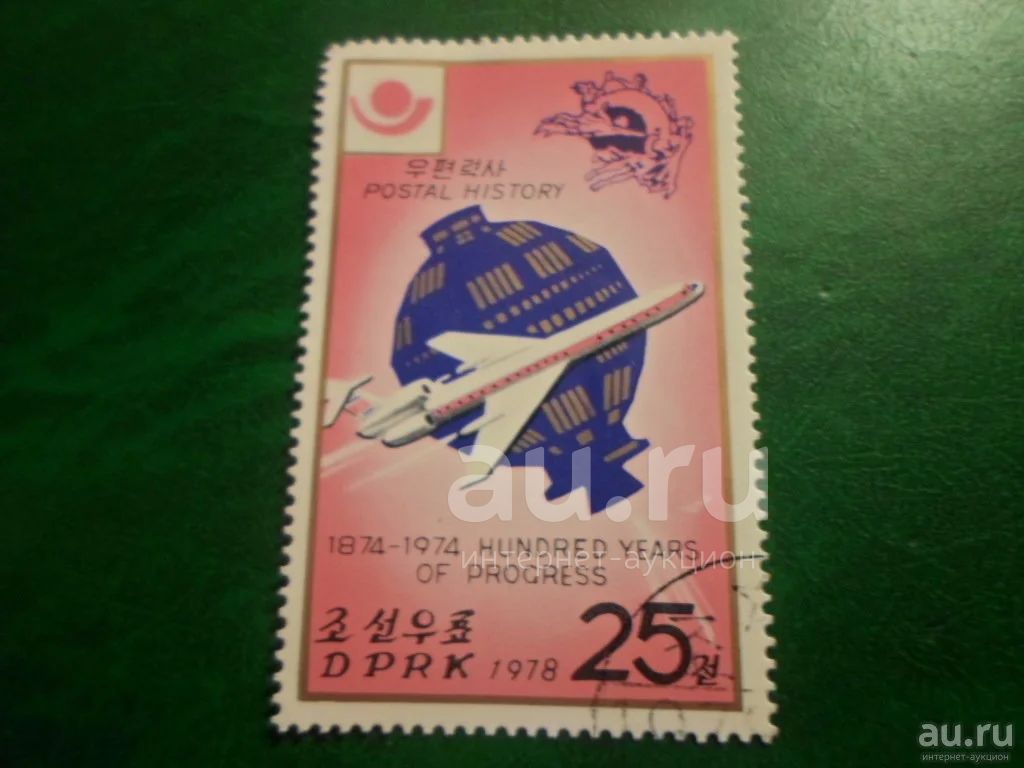 우편력사
POSTAL HISTORY
au.ru
интернет-аукцион
1874-1974 HUNDRED YEARS
OF PROGRESS
조선우표
DPRK 1978 25전
au.ru
интернет-аукцион